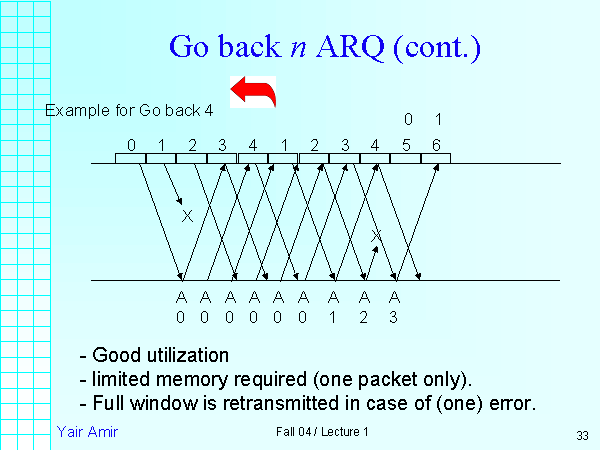 Go back n ARQ (cont.)
Example for Go back 4
0 1
0 1 2 3 4 1 2 3 4 5 6
X
X
A A A A A A A A A
0 0 0 0 0 0 1 2 3
- Good utilization
- limited memory required (one packet only).
- Full window is retransmitted in case of (one) error.
Yair Amir
Fall 04 / Lecture 1
33